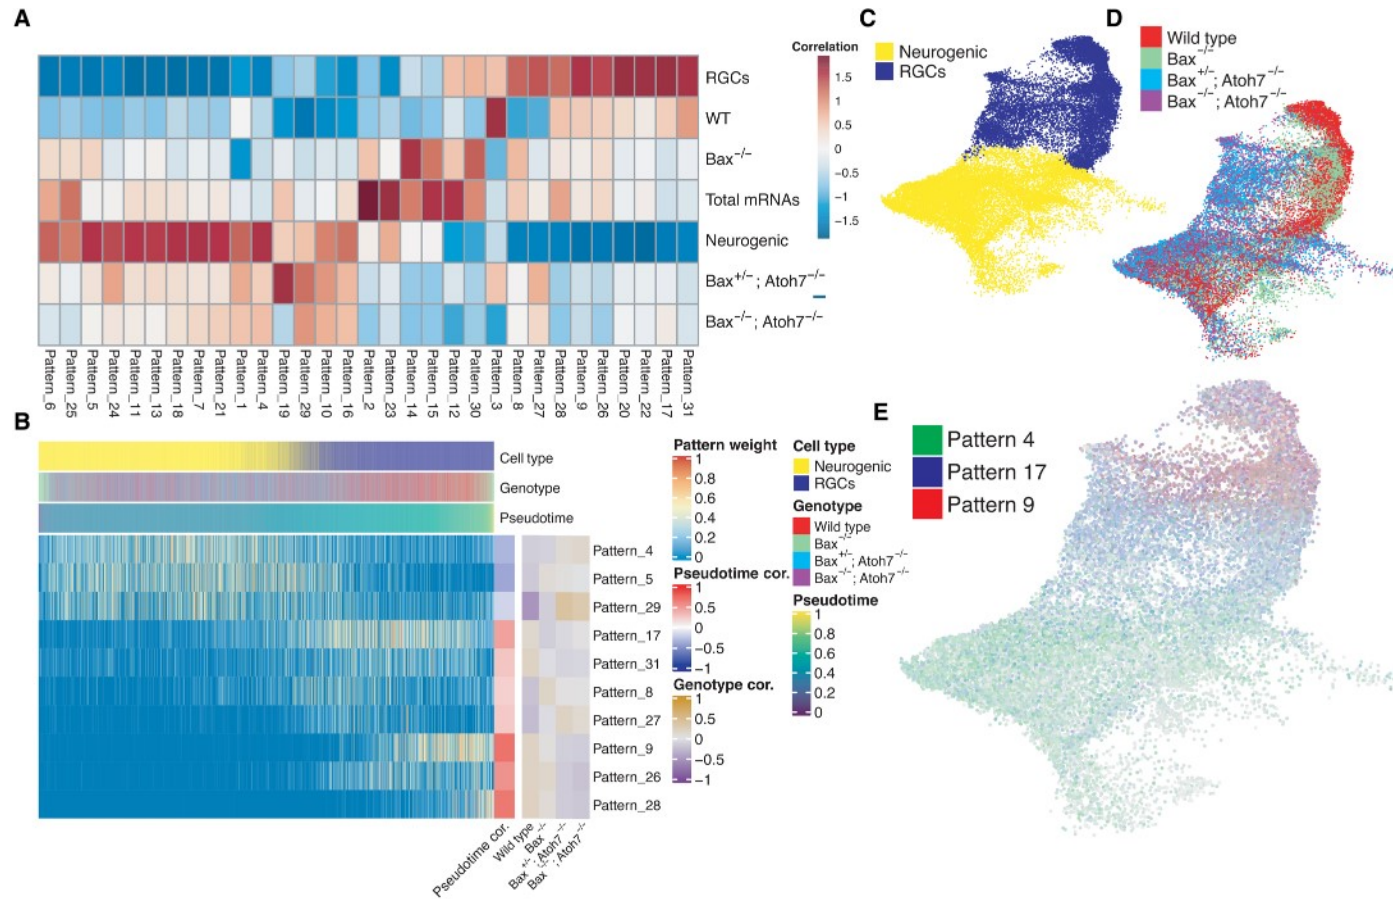 A
Correlation
1.5
1
0.5
0
−0.5
−1
−1.5
RGCs
WT
Bax−/−
Total mRNAs
Neurogenic
Bax+/−; Atoh7−/−
Bax−/−; Atoh7−/−
Pattern_6
Pattern_25
Pattern_5
Pattern_24
Pattern_11
Pattern_13
Pattern_18
Pattern_7
Pattern_21
Pattern_1
Pattern_4
Pattern_19
Pattern_29
Pattern_10
Pattern_16
Pattern_2
Pattern_23
Pattern_14
Pattern_15
Pattern_12
Pattern_30
Pattern_3
Pattern_8
Pattern_27
Pattern_28
Pattern_9
Pattern_26
Pattern_20
Pattern_22
Pattern_17
Pattern_31
C
Neurogenic
RGCs
D
Wild type
Bax−/−
Bax+/−; Atoh7−/−
Bax−/−; Atoh7−/−
B
Cell type
Genotype
Pseudotime
Pattern_4
Pattern_5
Pattern_29
Pattern_17
Pattern_31
Pattern_8
Pattern_27
Pattern_9
Pattern_26
Pattern_28
Pseudotime cor.
Wild type
Bax−/−
Bax+/−; Atoh7−/−
Bax−/−; Atoh7−/−
Pattern weight
1
0.8
0.6
0.4
0.2
0
Pseudotime cor.
1
0.5
0
−0.5
−1
Genotype cor.
1
0.5
0
−0.5
−1
Cell type
Neurogenic
RGCs
Genotype
Wild type
Bax−/−
Bax+/−; Atoh7−/−
Bax−/−; Atoh7−/−
Pseudotime
1
0.8
0.6
0.4
0.2
0
E
Pattern 4
Pattern 17
Pattern 9